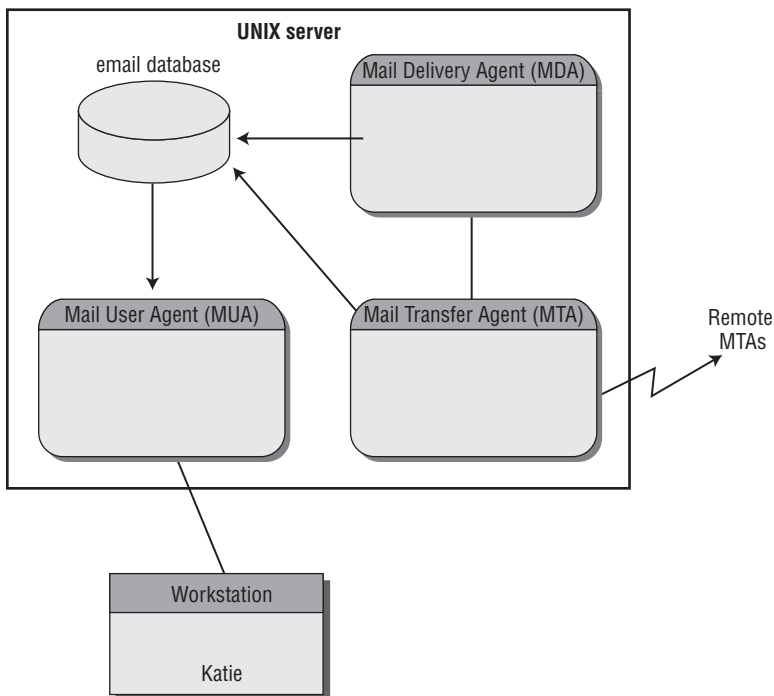 UNIX server
email database
Mail Delivery Agent (MDA)
Mail User Agent (MUA)
Mail Transfer Agent (MTA)
Remote
MTAs
Workstation
Katie